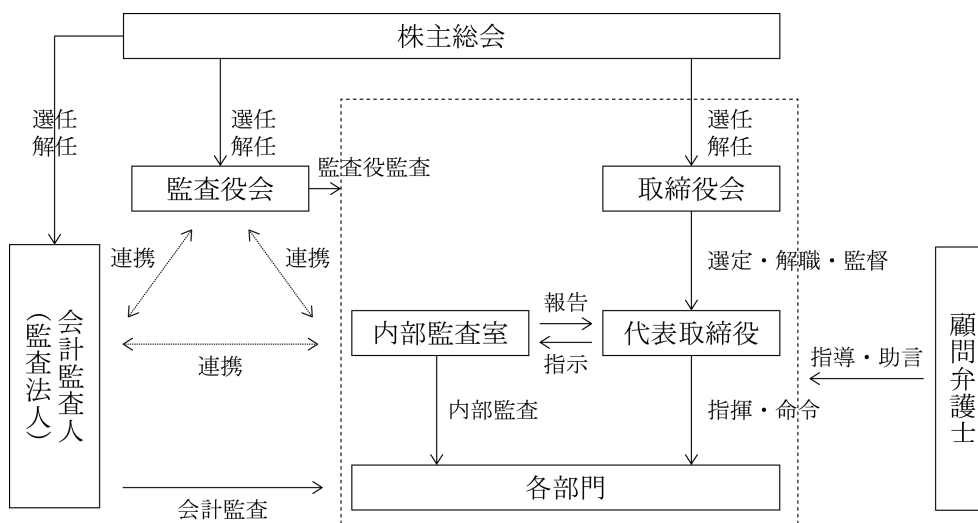 株主総会
選任
解任
選任
解任
選任
解任
監査役会
監査役監査
取締役会
連携
連携
選定・解職・監督
会計監査人
(監査法人)
内部監査室
報告
指示
代表取締役
顧問弁護士
連携
指導・助言
内部監査
指揮・命令
各部門
会計監査